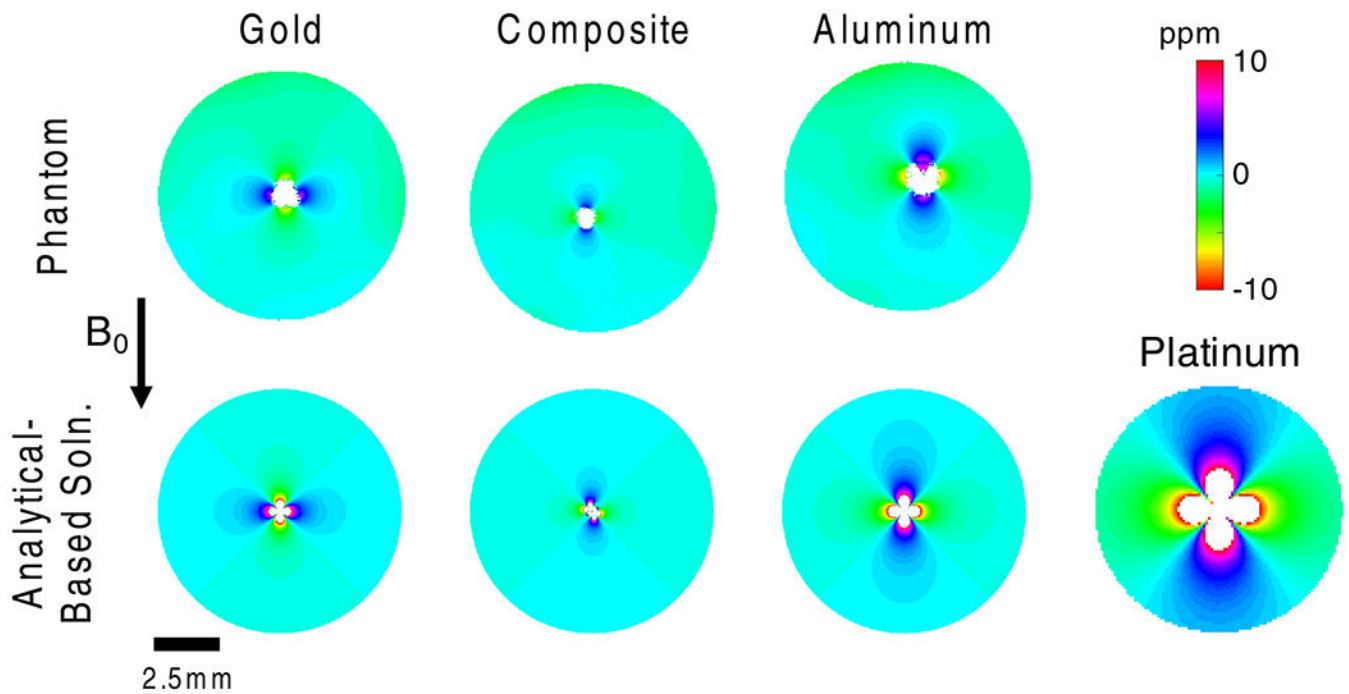 Gold
Composite
Aluminum
ppm
10
0
-10
Phantom
B₀
Platinum
Analytical-
Based Soln.
2.5mm